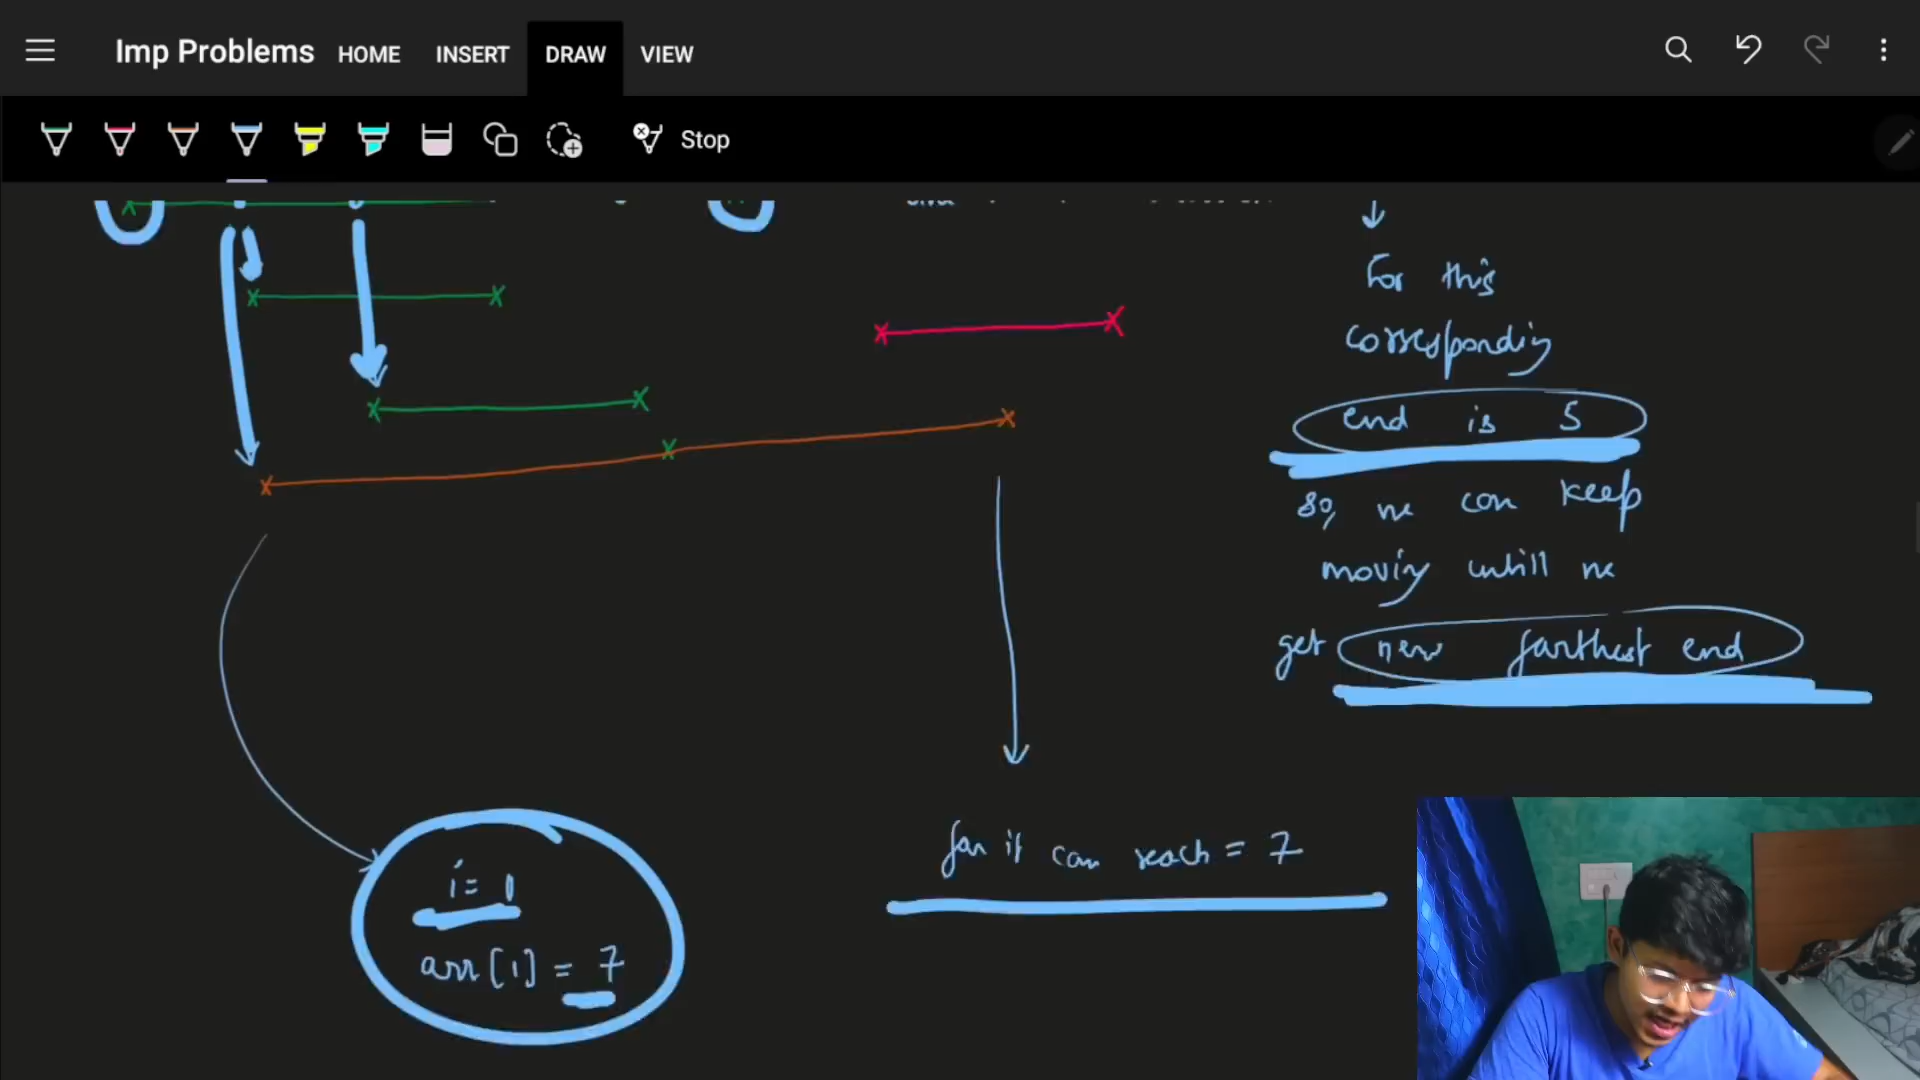 Imp Problems HOME INSERT DRAW VIEW
Stop
For this
corresponding
end is 5
so, we can keep
moving untill we
get new farthest end
far it can reach = 7
i = 1
arr[1] = 7